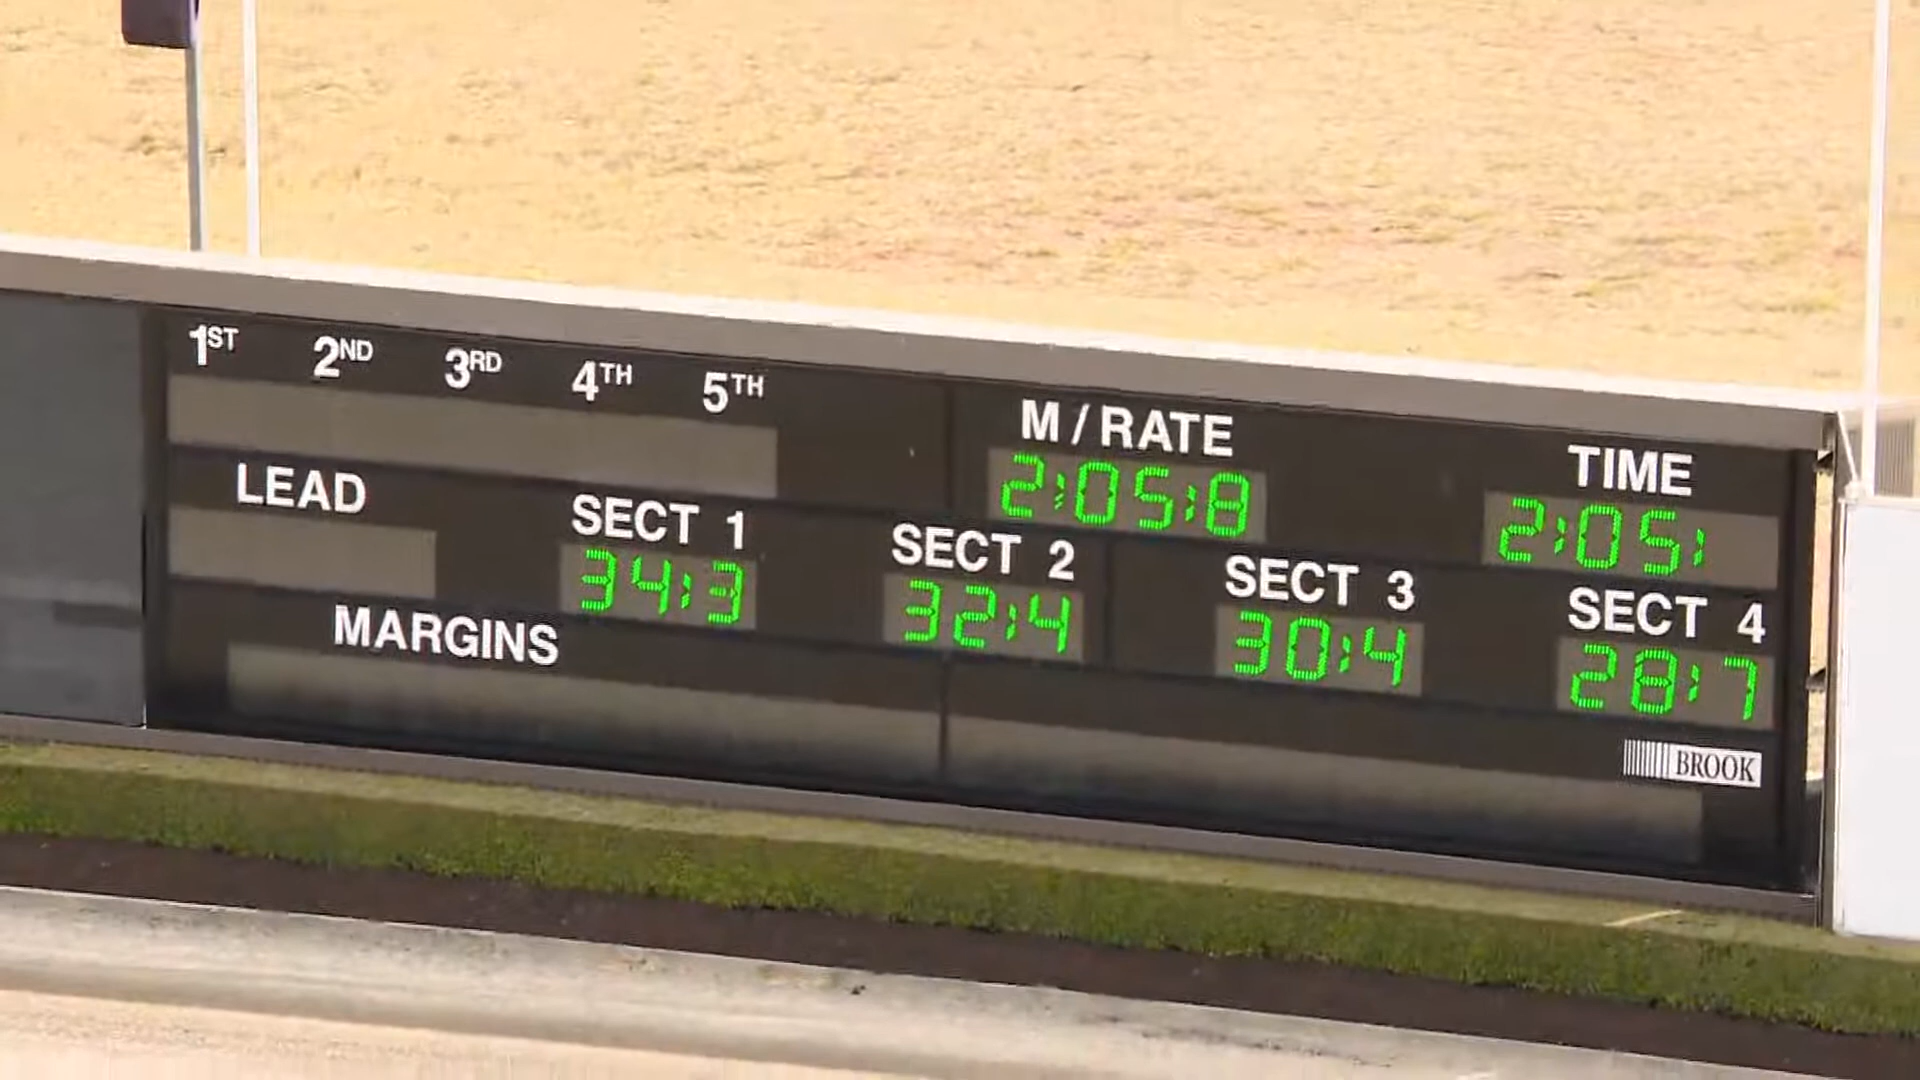 1ST 2ND 3RD 4TH 5TH
M / RATE TIME
2:05:8 2:05:
LEAD SECT 1 SECT 2 SECT 3 SECT 4
34:3 32:4 30:4 28:7
MARGINS
BROOK